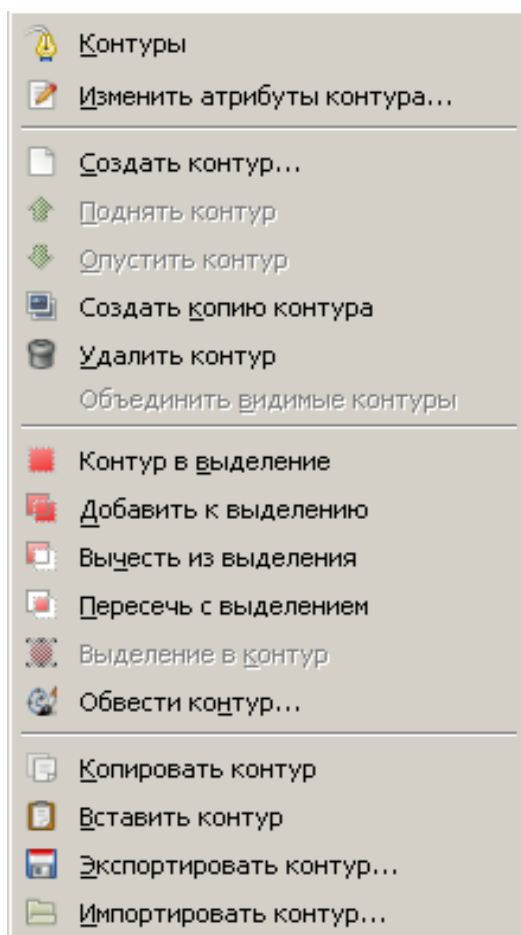 Контуры
Изменить атрибуты контура...
Создать контур...
Поднять контур
Опустить контур
Создать копию контура
Удалить контур
Объединить видимые контуры
Контур в выделение
Добавить к выделению
Вычесть из выделения
Пересечь с выделением
Выделение в контур
Обвести контур...
Копировать контур
Вставить контур
Экспортировать контур...
Импортировать контур...